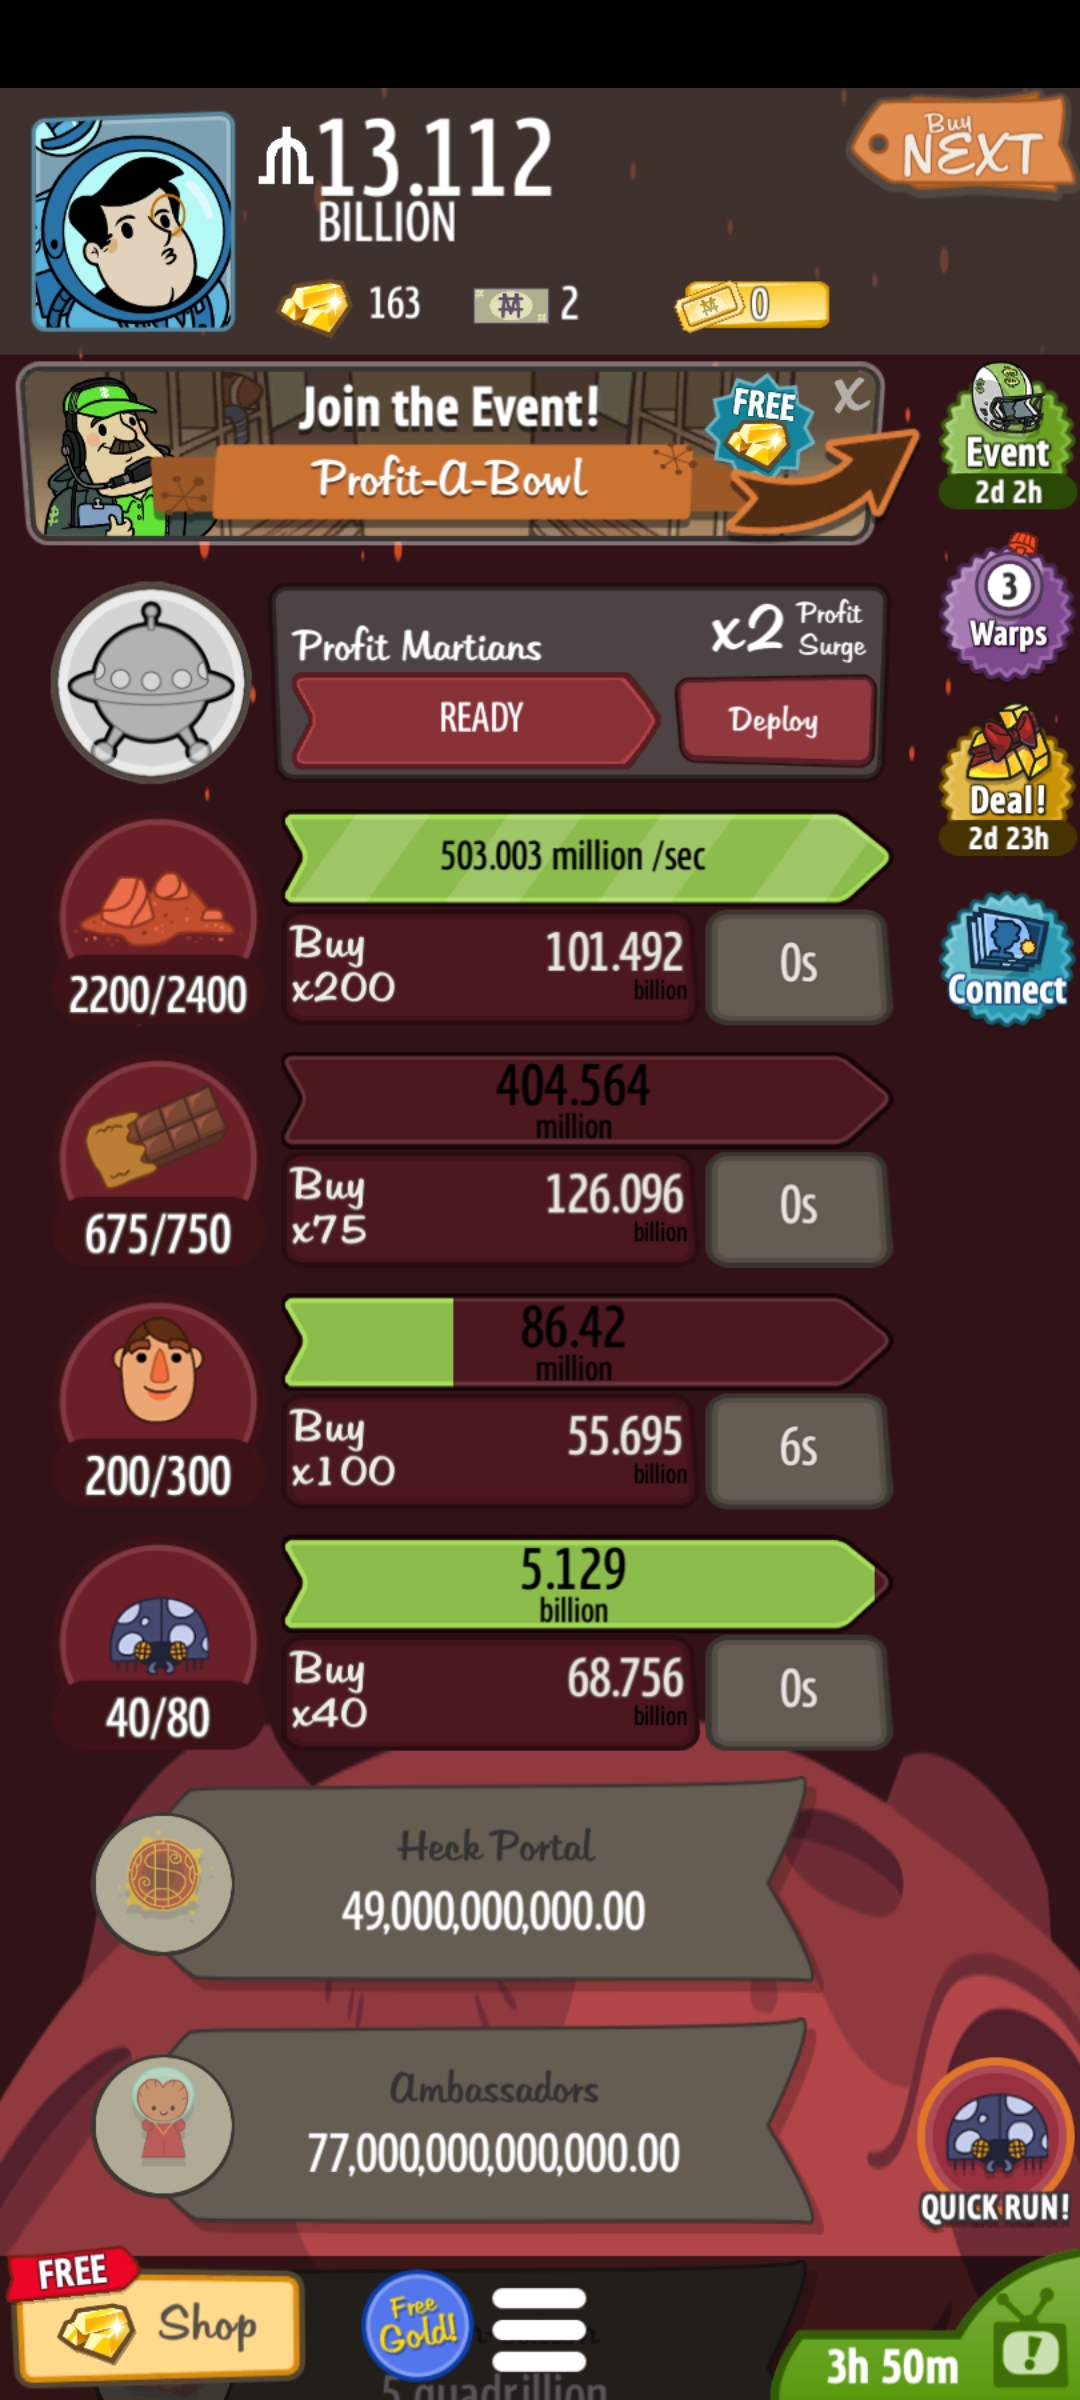 13.112
BILLION
Buy
NEXT
163
2
0
Join the Event!
Profit-A-Bowl
FREE
X
Event
2d 2h
3
Warps
Profit Martians
x2 Profit
Surge
READY
Deploy
Deal!
2d 23h
503.003 million /sec
2200/2400
Buy
x200
101.492
billion
0s
Connect
404.564
million
675/750
Buy
x75
126.096
billion
0s
86.42
million
200/300
Buy
x100
55.695
billion
6s
5.129
billion
40/80
Buy
x40
68.756
billion
0s
Heck Portal
49,000,000,000.00
Ambassadors
77,000,000,000,000.00
QUICK RUN!
FREE
Shop
Free
Gold!
3h 50m
5 quadrillion